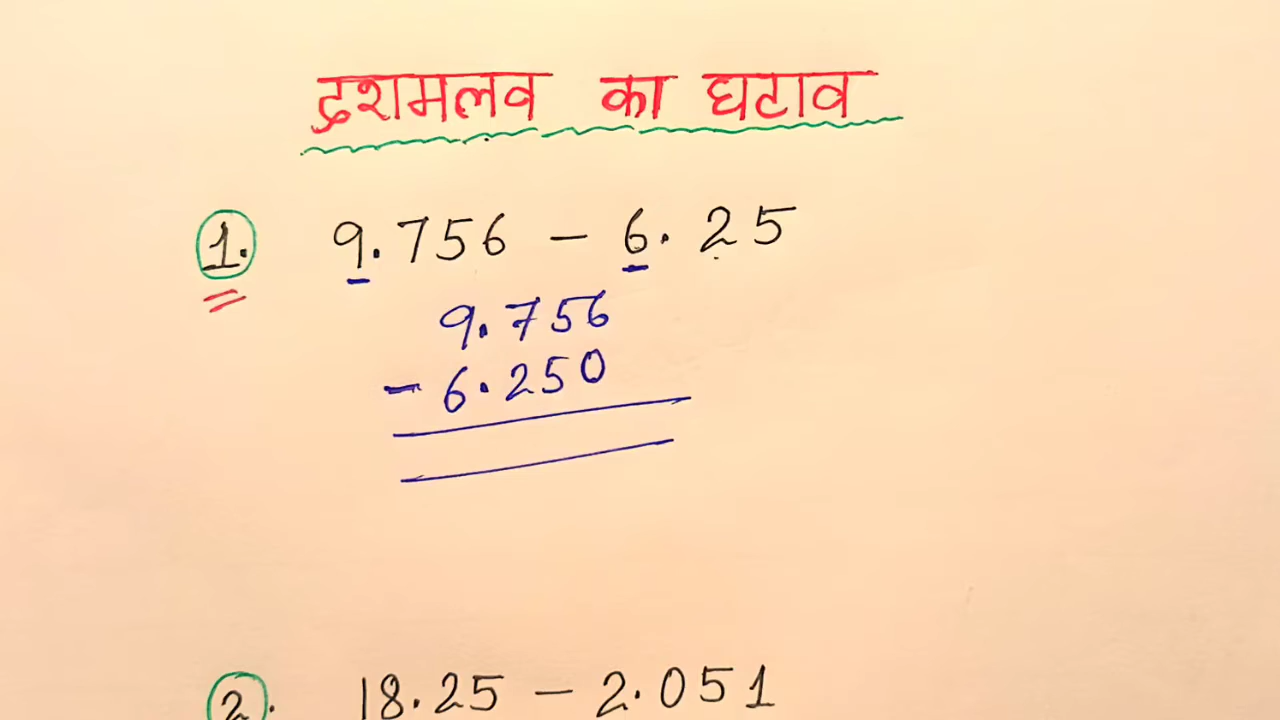 दशमलव का घटाव
1. 9.756 - 6.25
9.756
- 6.250
2. 18.25 - 2.051